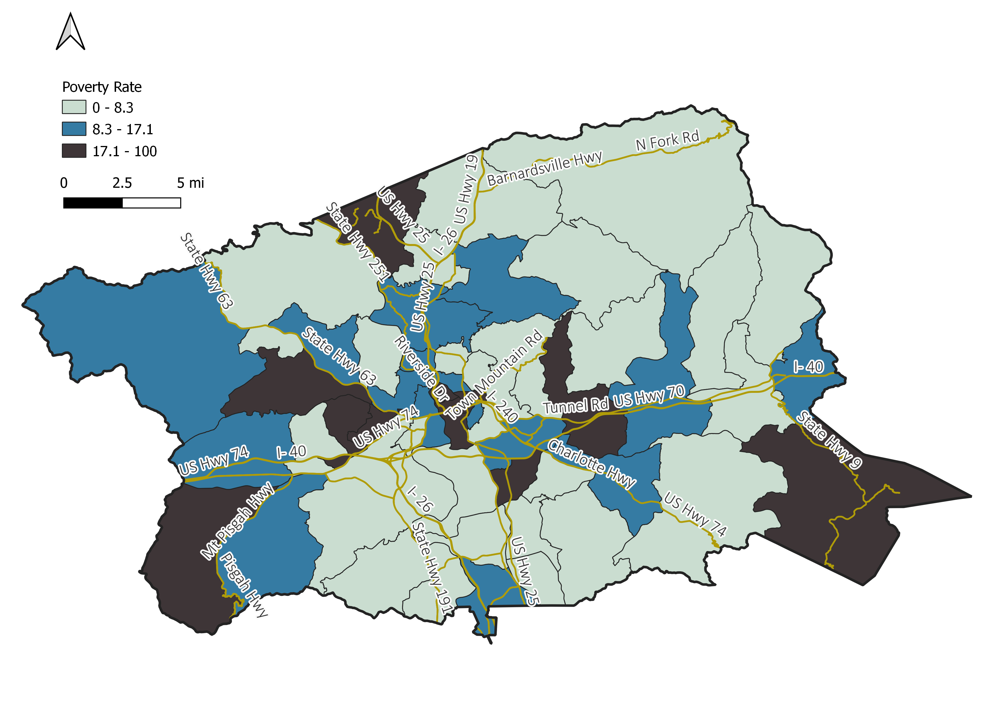 Poverty Rate
0 - 8.3
8.3 - 17.1
17.1 - 100
0 2.5 5 mi
N Fork Rd
Barnardsville Hwy
US Hwy 19
US Hwy 25
State Hwy 251
I- 26
State Hwy 63
US Hwy 25
State Hwy 63
Riverside Dr
Town Mountain Rd
I- 40
US Hwy 74
I- 240
Tunnel Rd
US Hwy 70
State Hwy 9
US Hwy 74
I- 40
Charlotte Hwy
Mt Pisgah Hwy
I- 26
US Hwy 74
Pisgah Hwy
State Hwy 191
US Hwy 25